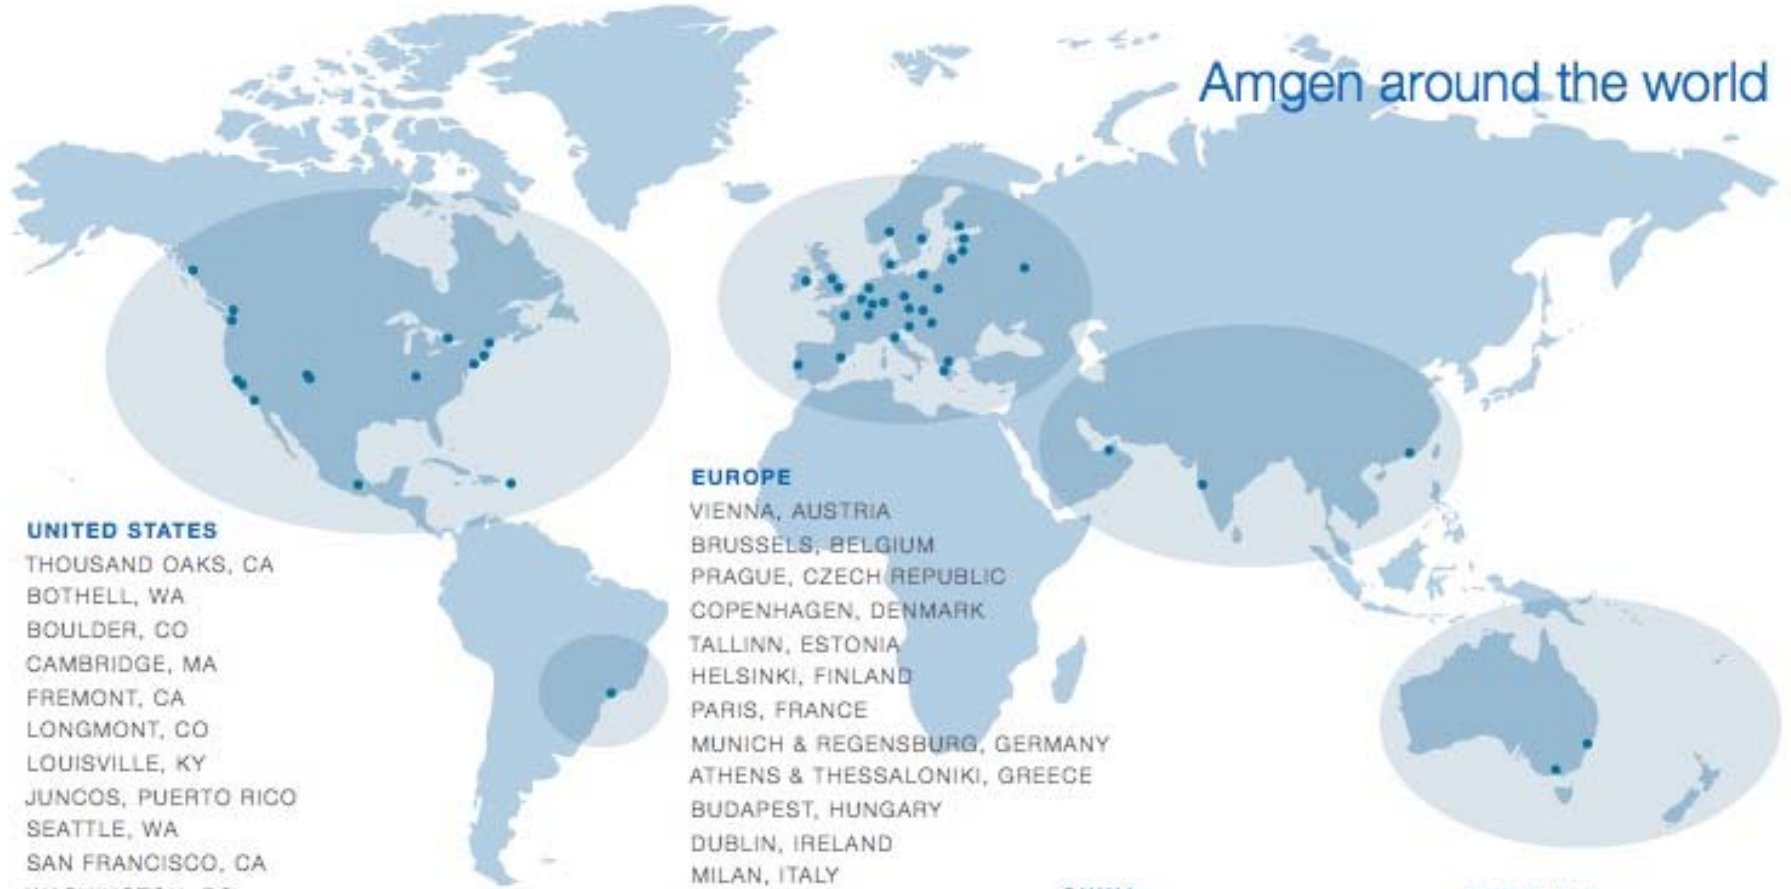 Amgen around the world
UNITED STATES
THOUSAND OAKS, CA
BOTHELL, WA
BOULDER, CO
CAMBRIDGE, MA
FREMONT, CA
LONGMONT, CO
LOUISVILLE, KY
JUNCOS, PUERTO RICO
SEATTLE, WA
SAN FRANCISCO, CA
EUROPE
VIENNA, AUSTRIA
BRUSSELS, BELGIUM
PRAGUE, CZECH REPUBLIC
COPENHAGEN, DENMARK
TALLINN, ESTONIA
HELSINKI, FINLAND
PARIS, FRANCE
MUNICH & REGENSBURG, GERMANY
ATHENS & THESSALONIKI, GREECE
BUDAPEST, HUNGARY
DUBLIN, IRELAND
MILAN, ITALY